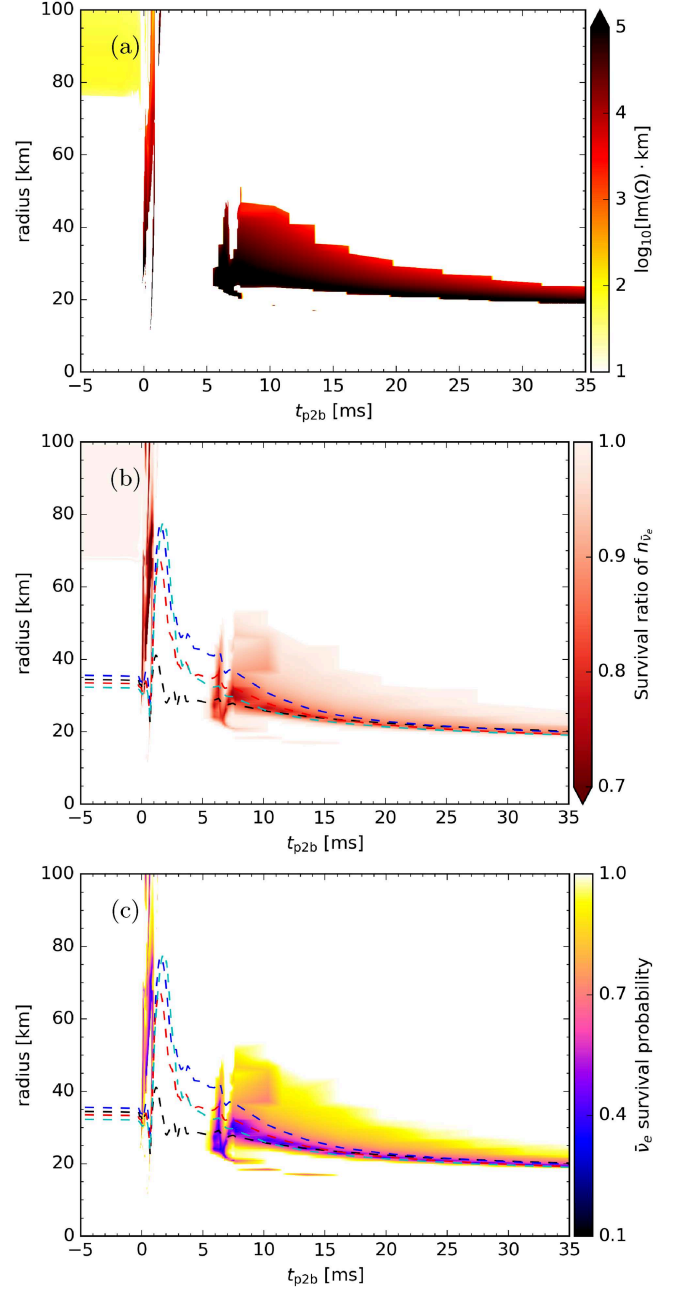 (a)
100
80
60
40
20
0
radius [km]
−5 0 5 10 15 20 25 30 35
t_p2b [ms]
5
4
3
2
1
log₁₀[Im(Ω) · km]
(b)
100
80
60
40
20
0
radius [km]
−5 0 5 10 15 20 25 30 35
t_p2b [ms]
1.0
0.9
0.8
0.7
Survival ratio of n_ν̄ₑ
(c)
100
80
60
40
20
0
radius [km]
−5 0 5 10 15 20 25 30 35
t_p2b [ms]
1.0
0.7
0.4
0.1
ν̄ₑ survival probability